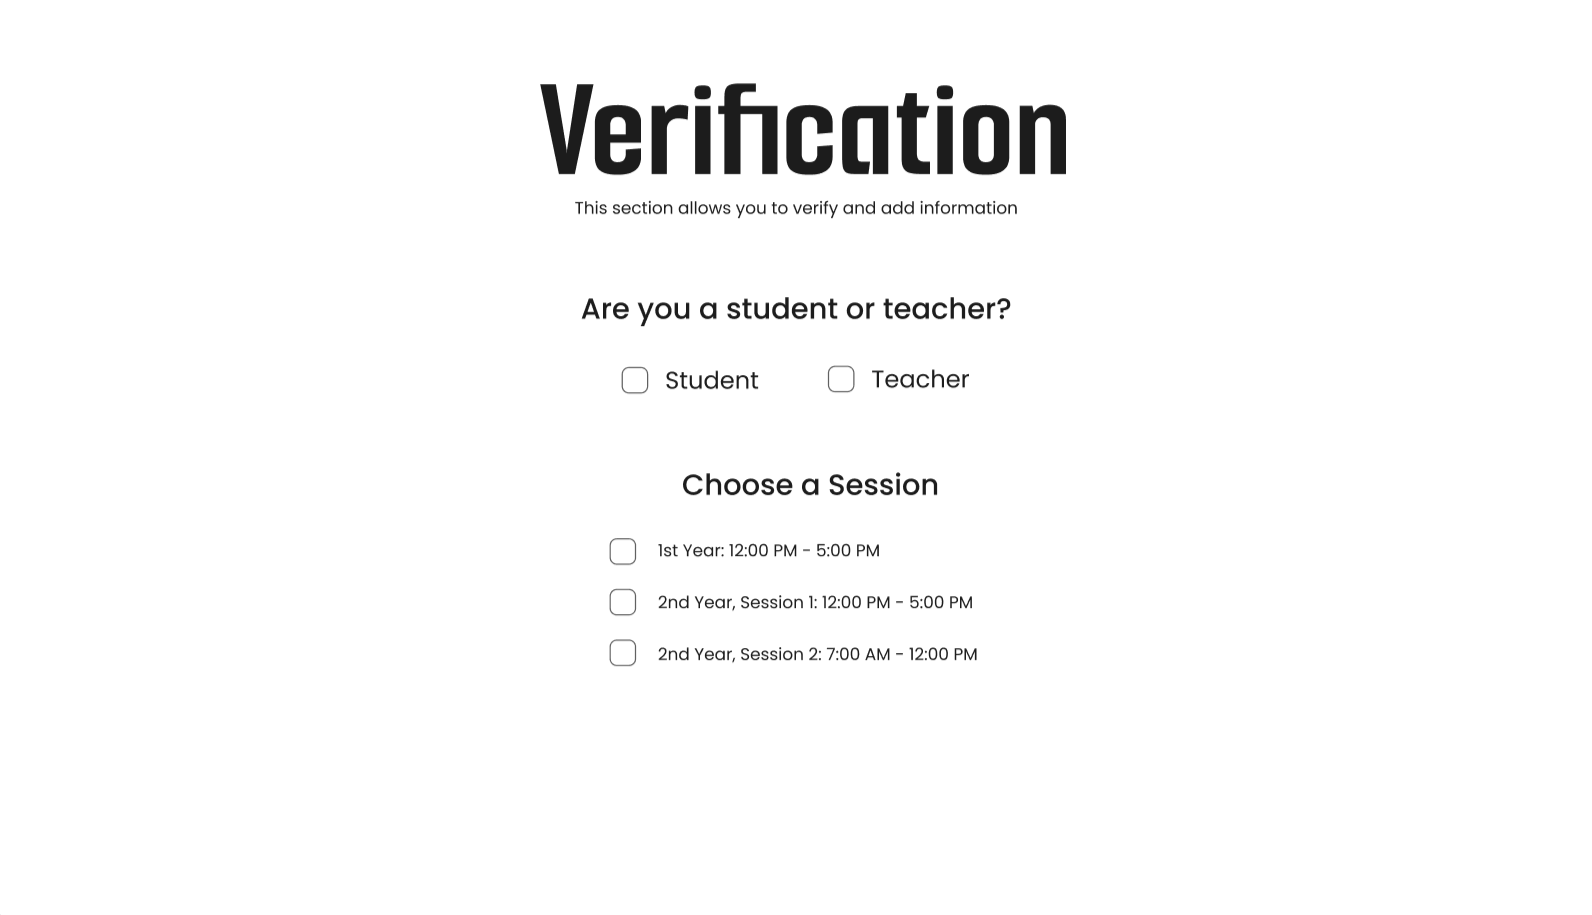 Verification
This section allows you to verify and add information
Are you a student or teacher?
Student
Teacher
Choose a Session
1st Year: 12:00 PM - 5:00 PM
2nd Year, Session 1: 12:00 PM - 5:00 PM
2nd Year, Session 2: 7:00 AM - 12:00 PM